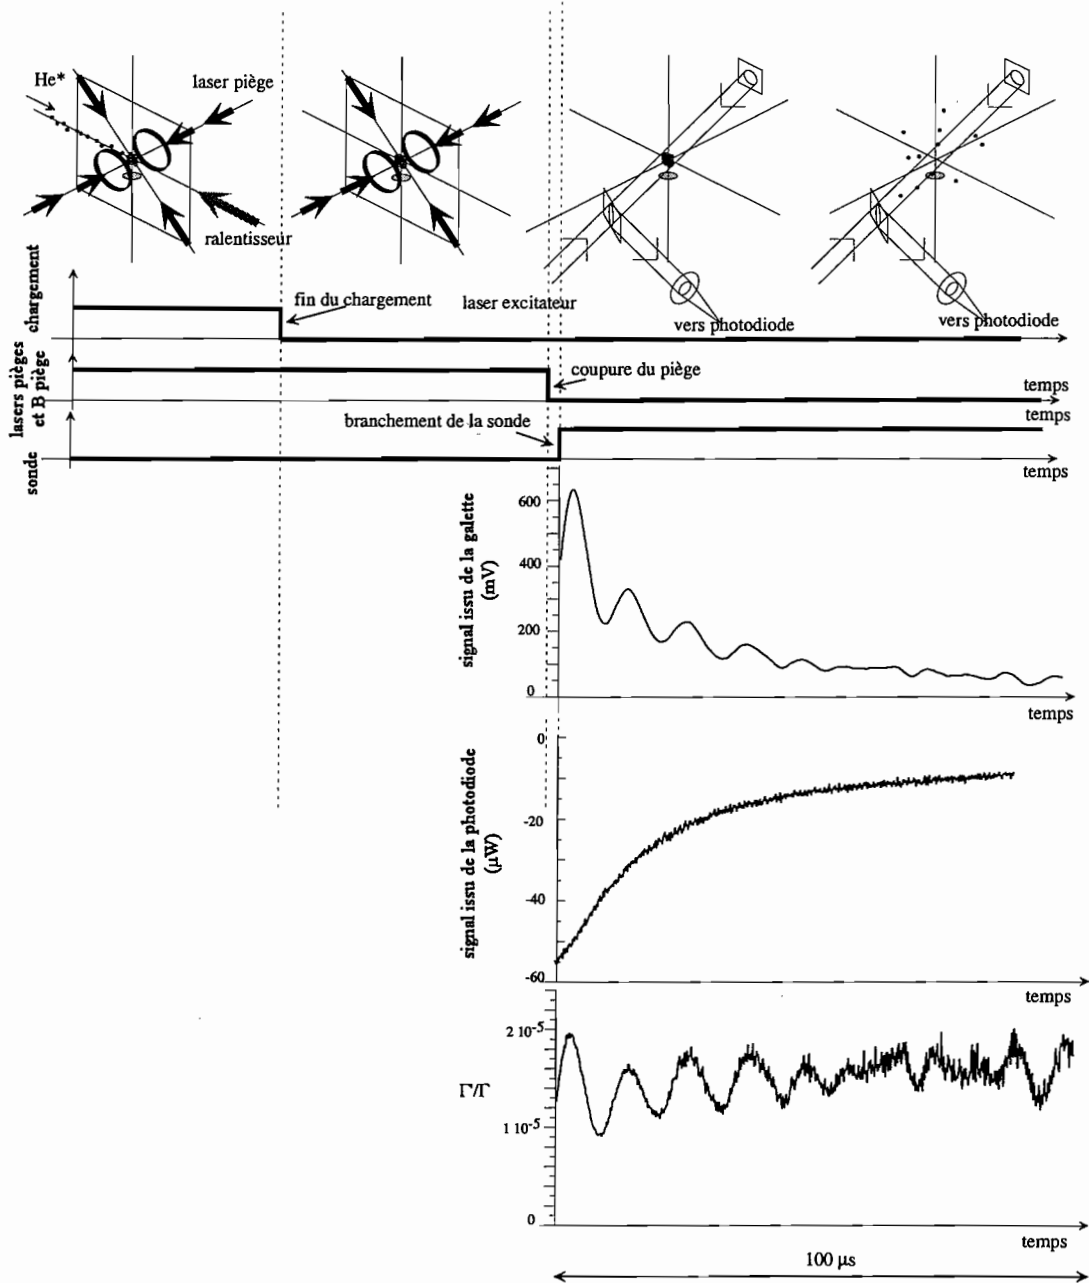 He*
laser piège
ralentisseur
chargement
fin du chargement
laser excitateur
vers photodiode
vers photodiode
lasers pièges
et B piège
coupure du piège
temps
branchement de la sonde
temps
sonde
temps
signal issu de la galette
(mV)
600
400
200
0
temps
signal issu de la photodiode
(µW)
0
-20
-40
-60
temps
Γ'/Γ
2 10⁻⁵
1 10⁻⁵
0
temps
100 µs